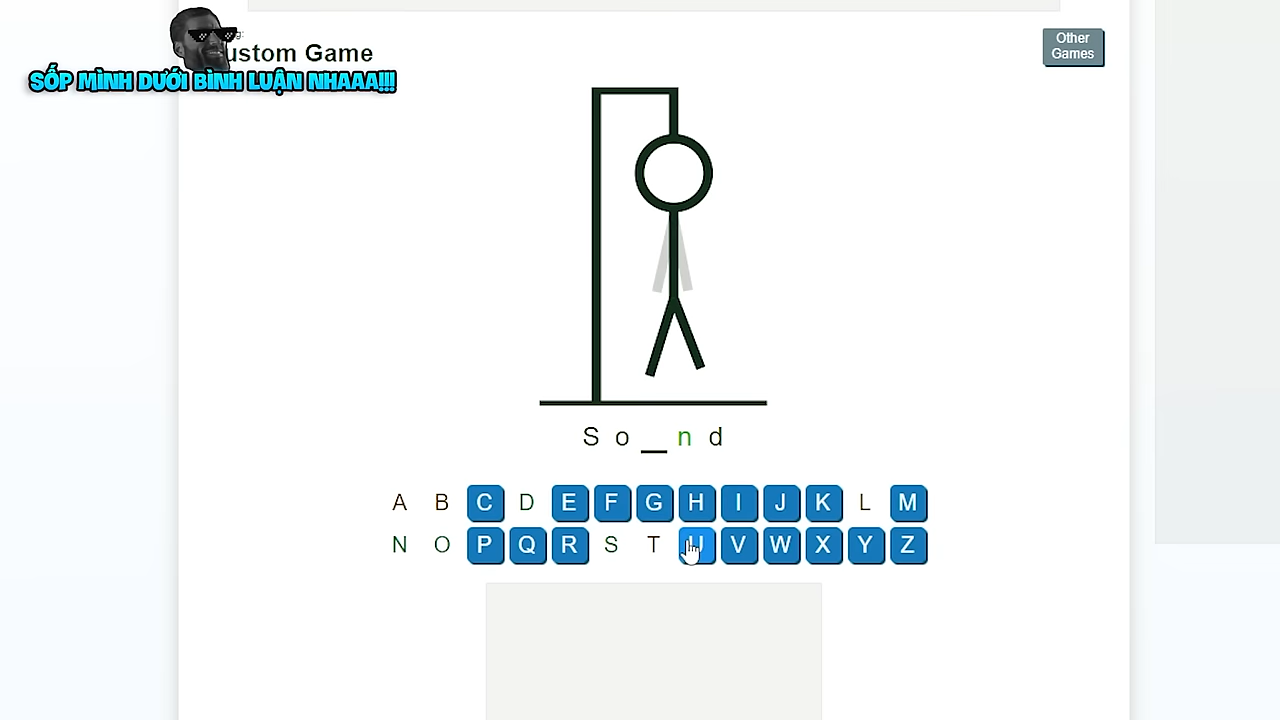 ustom Game
Other
Games
SỐP MÌNH DƯỚI BÌNH LUẬN NHAAA!!!
S o _ n d
A B C D E F G H I J K L M
N O P Q R S T U V W X Y Z